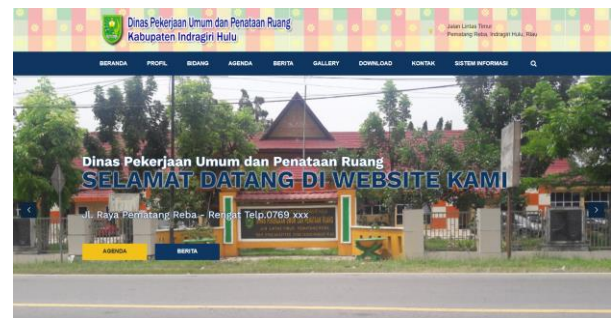 Dinas Pekerjaan Umum dan Penataan Ruang
Kabupaten Indragiri Hulu
Jalan Lintas Timur
Pematang Reba, Indragiri Hulu, Riau
BERANDA PROFIL BIDANG AGENDA BERITA GALLERY DOWNLOAD KONTAK SISTEM INFORMASI
Dinas Pekerjaan Umum dan Penataan Ruang
SELAMAT DATANG DI WEBSITE KAMI
Jl. Raya Pematang Reba - Rengat Telp.0769 xxx
AGENDA BERITA